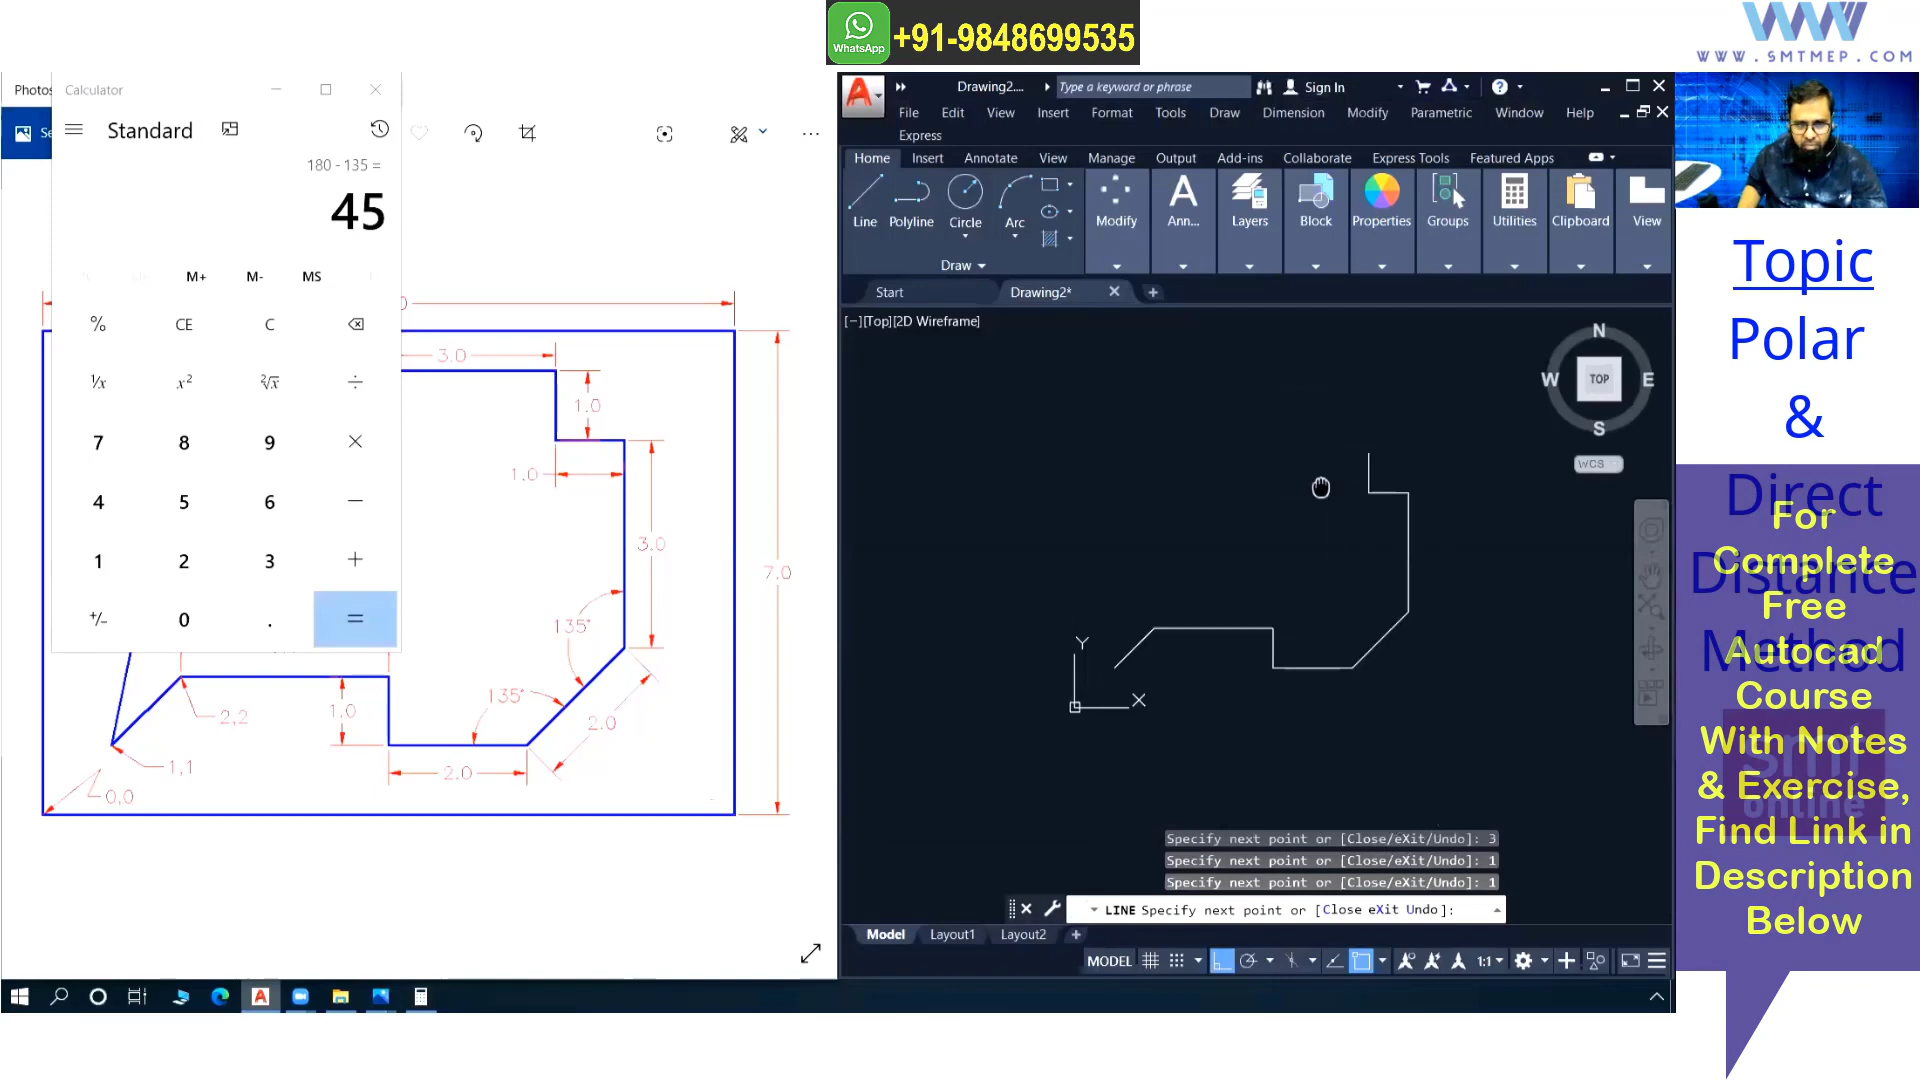 WhatsApp
+91-9848699535
WWW.SMTMEP.COM
Photos
Calculator
Standard
180 - 135 =
45
M+ M- MS
% CE C
¹/x x² ²√x ÷
7 8 9 ×
4 5 6 −
1 2 3 +
+/− 0 . =
3.0
1.0
1.0
3.0
7.0
135°
135°
2.0
2.0
1.0
2,2
1,1
0,0
Drawing2....
Type a keyword or phrase
Sign In
File Edit View Insert Format Tools Draw Dimension Modify Parametric Window Help
Express
Home Insert Annotate View Manage Output Add-ins Collaborate Express Tools Featured Apps
Line Polyline Circle Arc Modify Ann... Layers Block Properties Groups Utilities Clipboard View
Draw
Start Drawing2*
[−][Top][2D Wireframe]
N
W TOP E
S
WCS
Y
X
Specify next point or [Close/eXit/Undo]: 3
Specify next point or [Close/eXit/Undo]: 1
Specify next point or [Close/eXit/Undo]: 1
LINE Specify next point or [Close eXit Undo]:
Model Layout1 Layout2 +
MODEL 1:1
Topic
Polar
&
Direct
Distance
Method
For
Complete
Free
Autocad
Course
With Notes
& Exercise,
Find Link in
Description
Below
smt
online